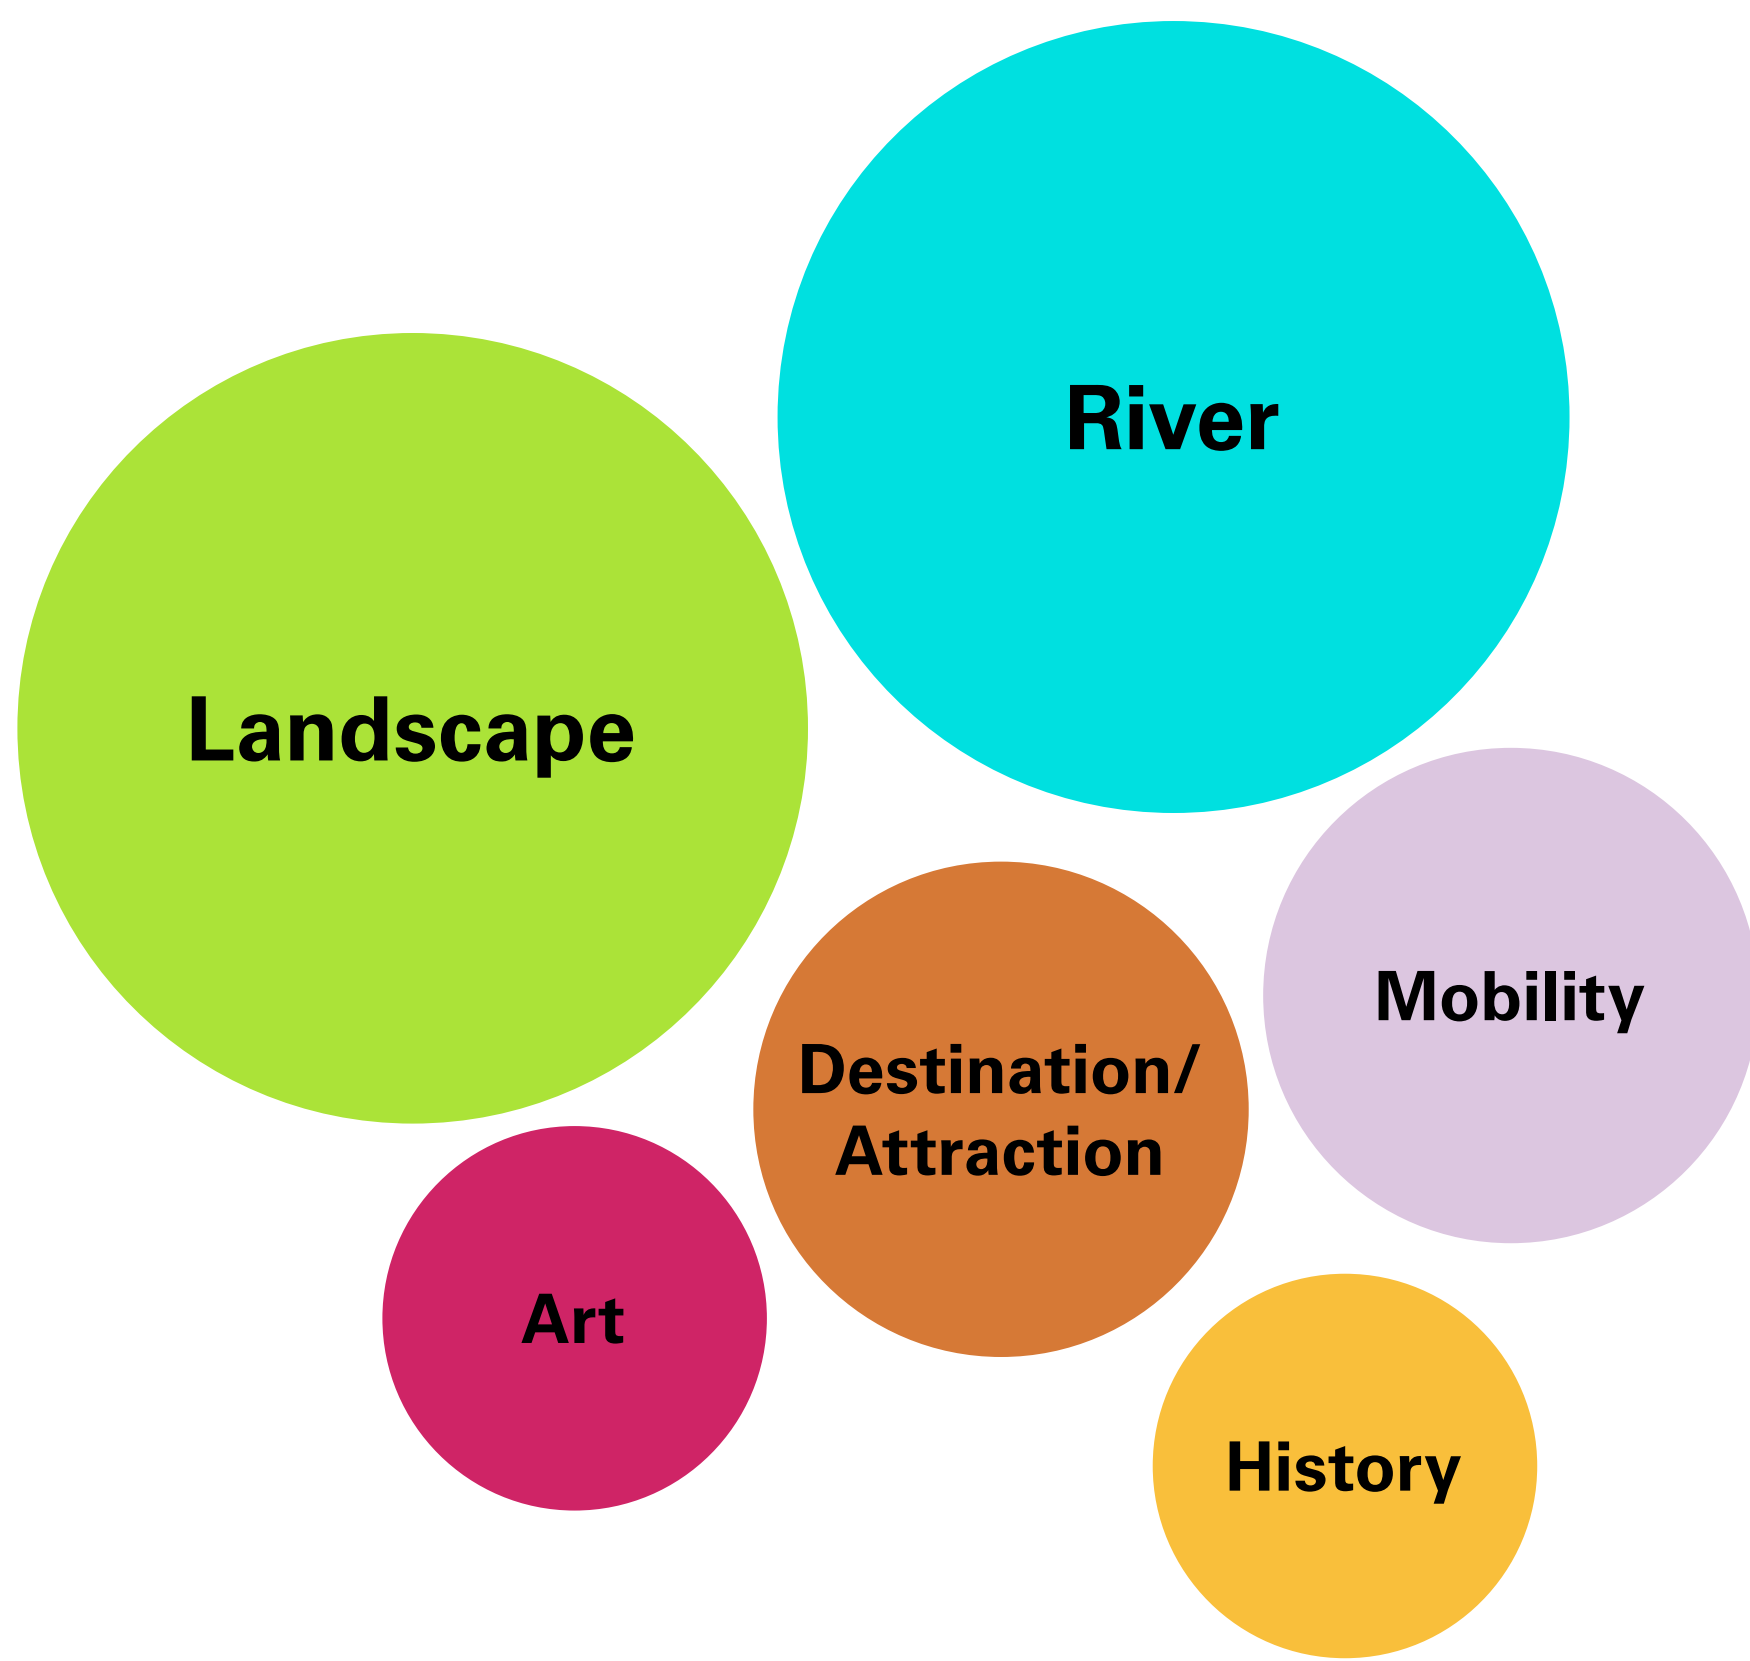 River
Landscape
Mobility
Destination/
Attraction
Art
History